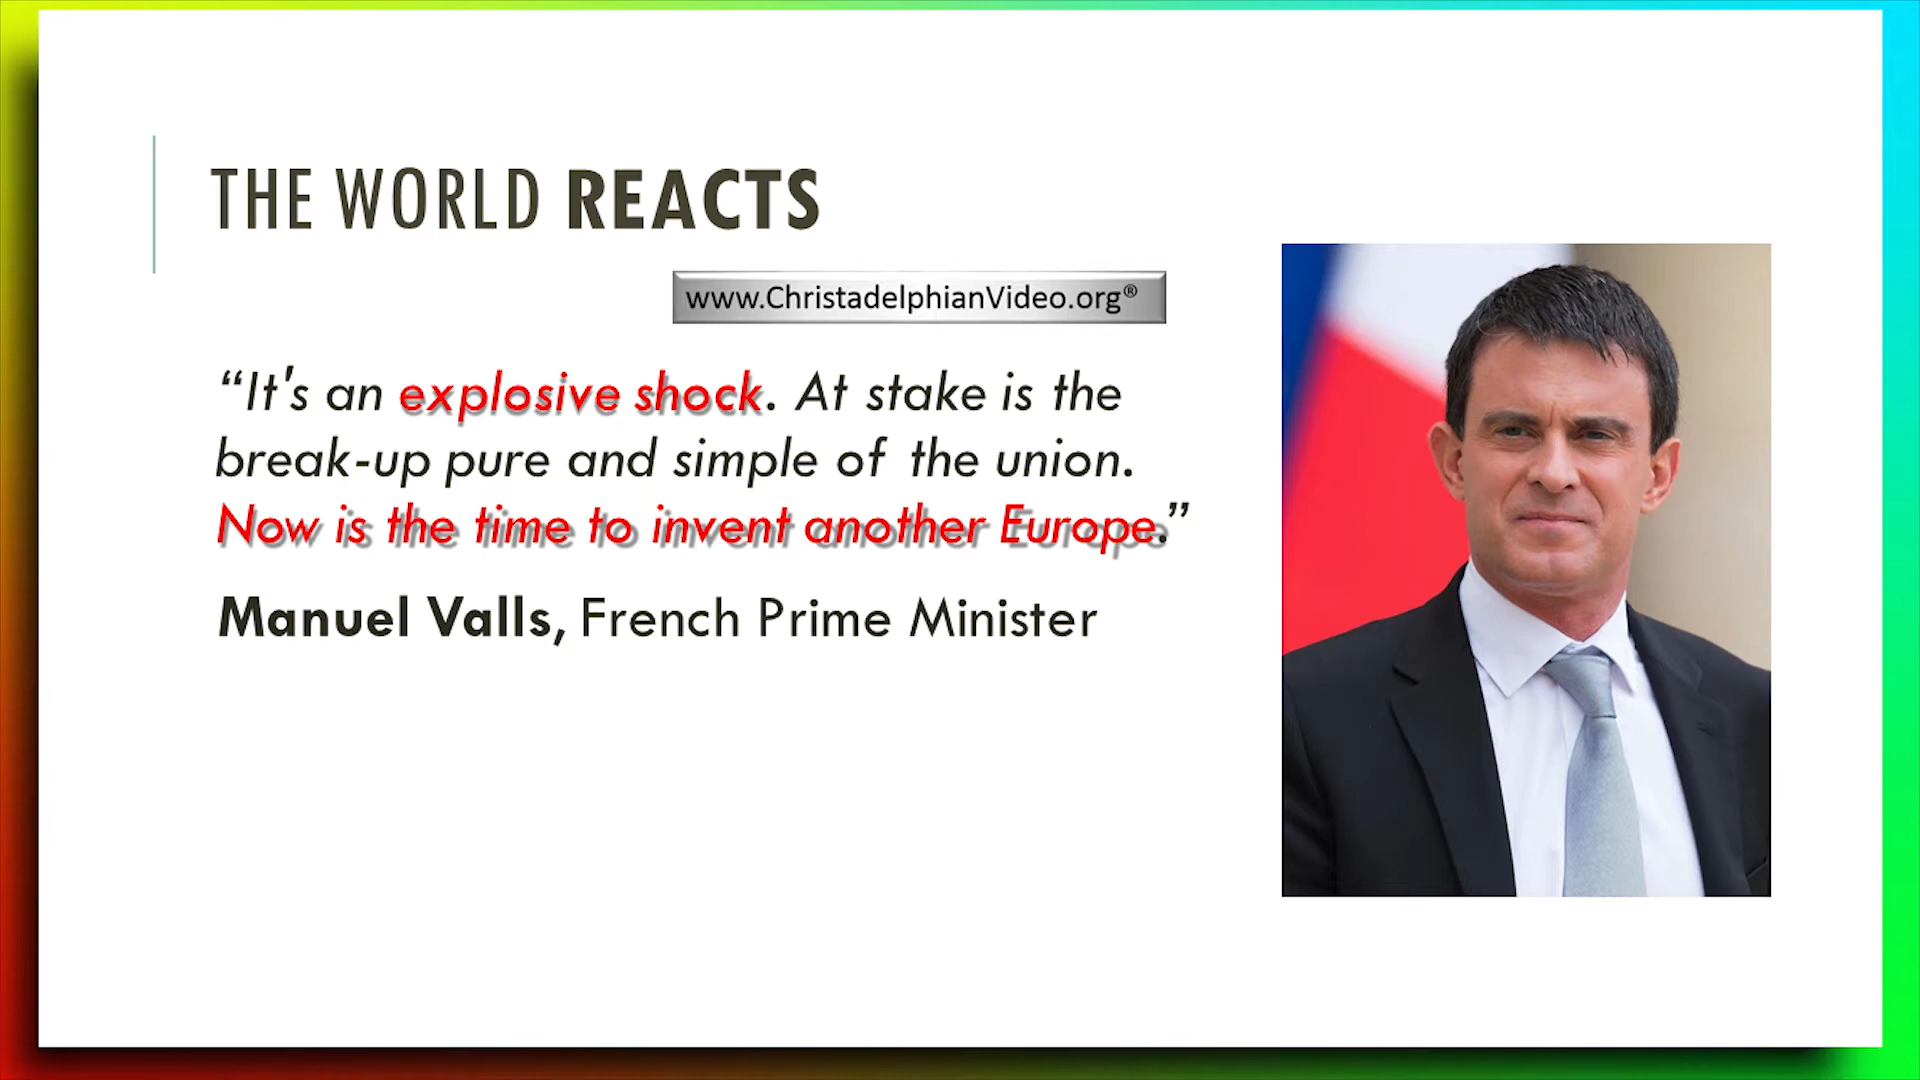 THE WORLD REACTS
www.ChristadelphianVideo.org®
“It's an explosive shock. At stake is the
break-up pure and simple of the union.
Now is the time to invent another Europe.”
Manuel Valls, French Prime Minister